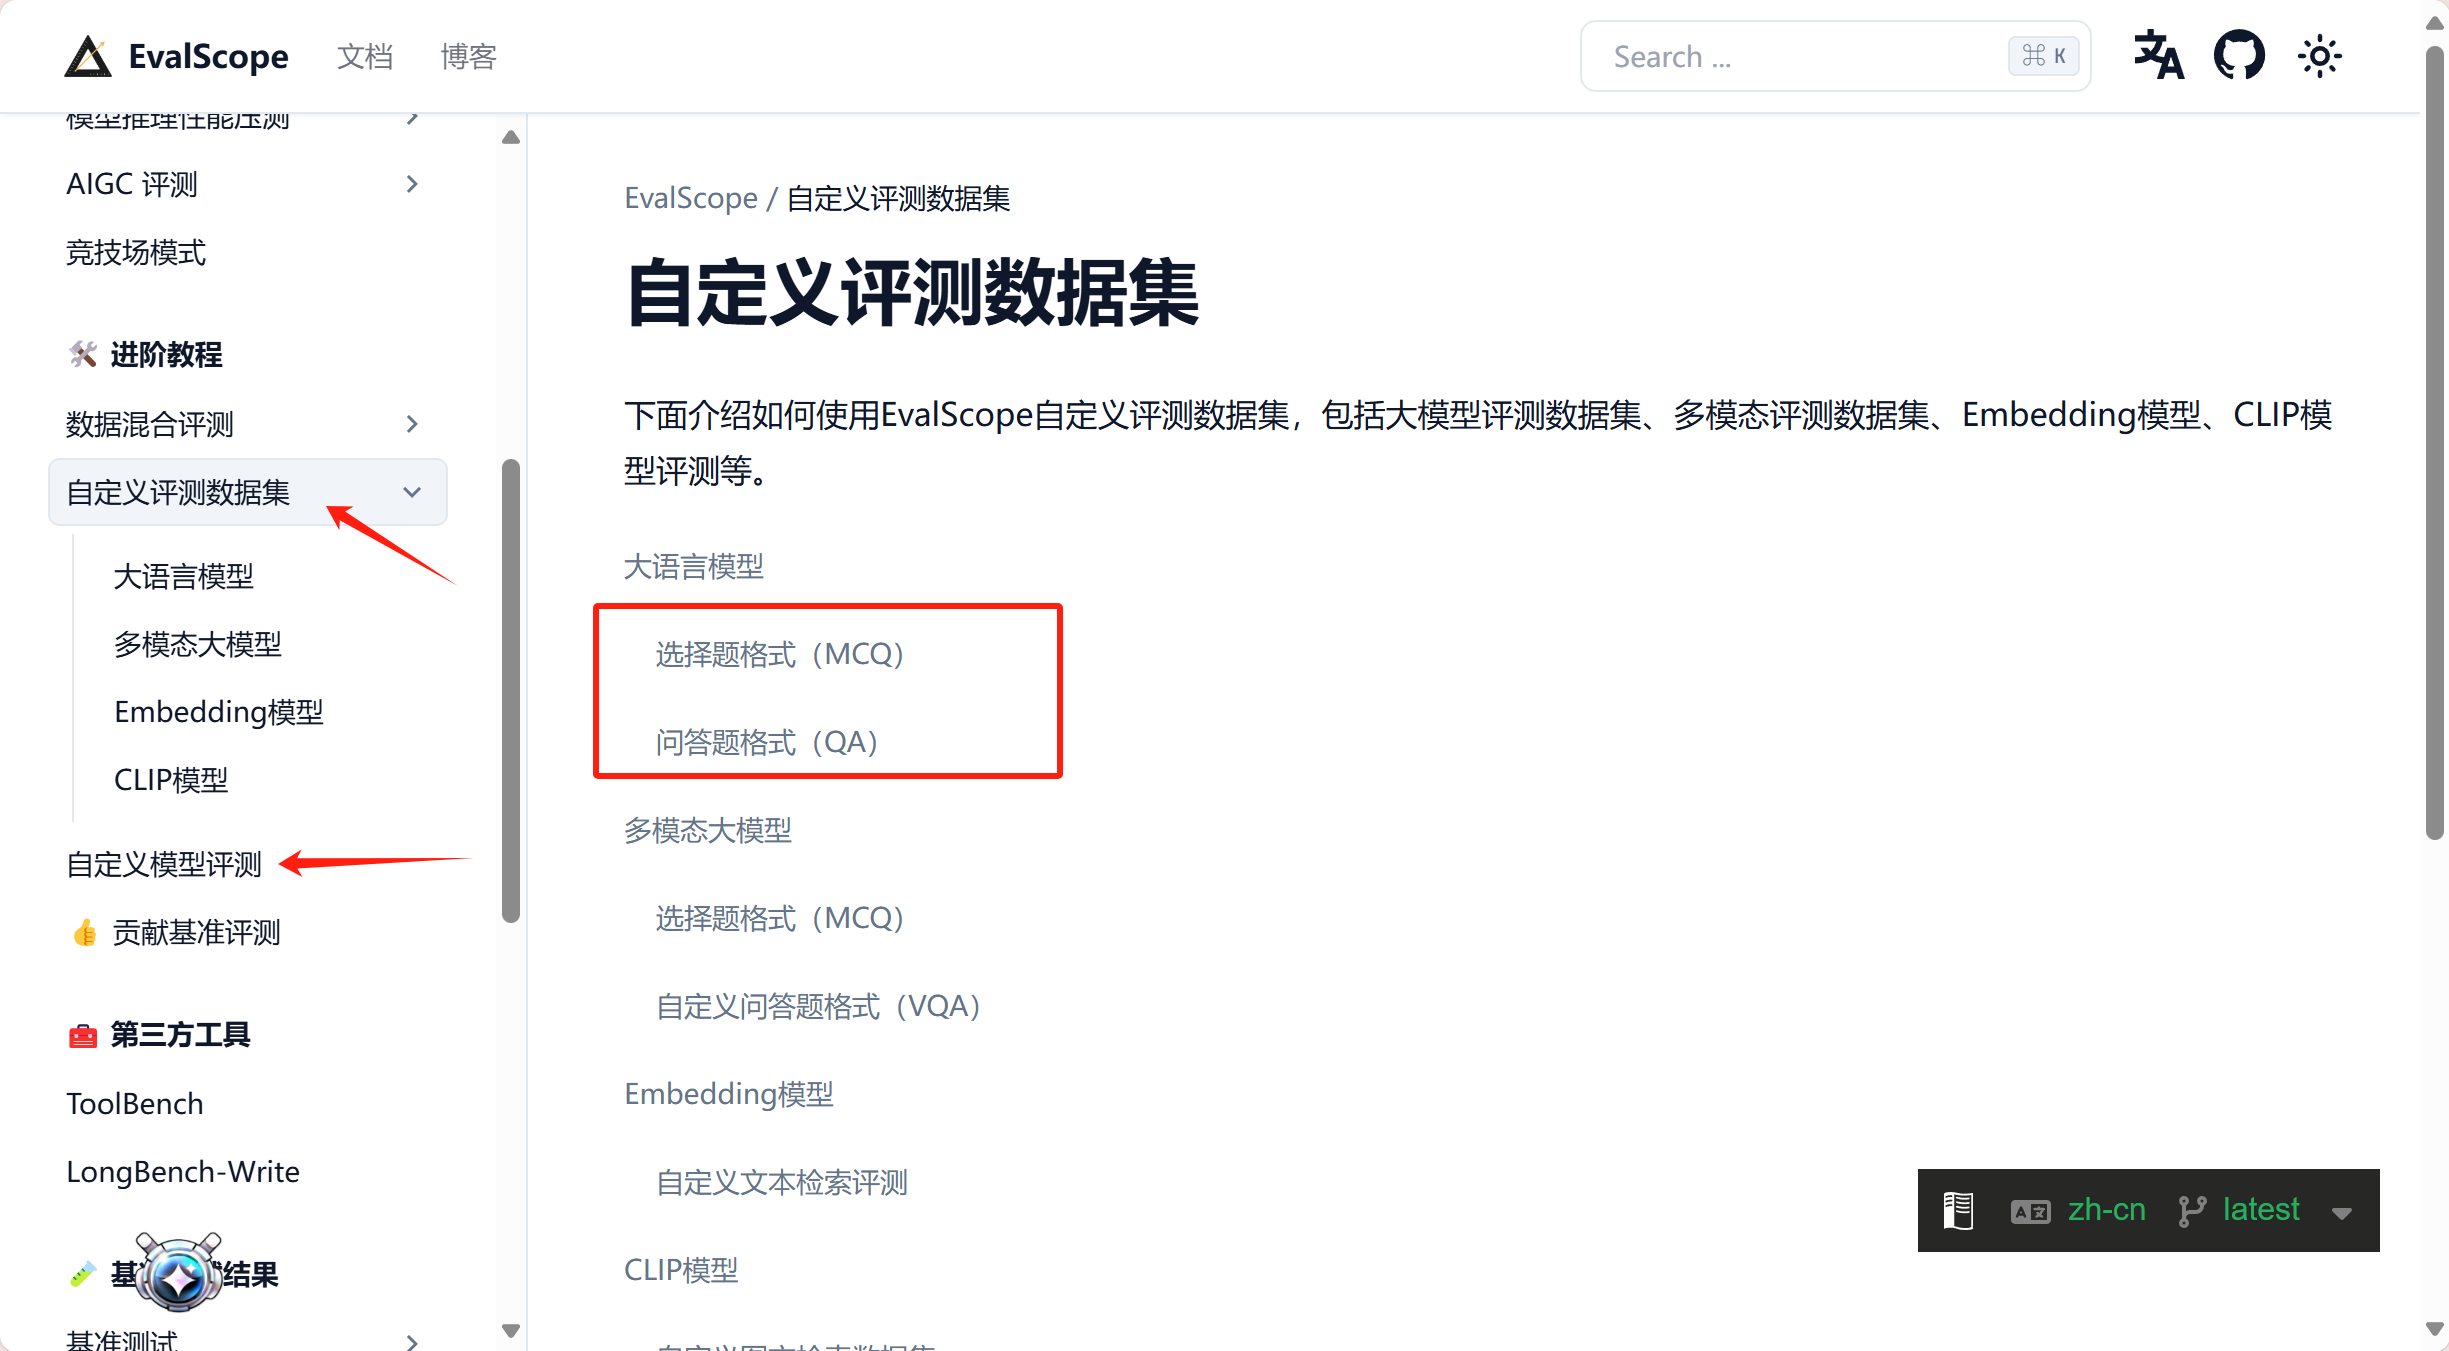 EvalScope 文档 博客 Search ... ⌘ K
模型推理性能压测
AIGC 评测
竞技场模式
进阶教程
数据混合评测
自定义评测数据集
大语言模型
多模态大模型
Embedding模型
CLIP模型
自定义模型评测
贡献基准评测
第三方工具
ToolBench
LongBench-Write
基 结果
基准测试
EvalScope / 自定义评测数据集
自定义评测数据集
下面介绍如何使用EvalScope自定义评测数据集，包括大模型评测数据集、多模态评测数据集、Embedding模型、CLIP模
型评测等。
大语言模型
选择题格式（MCQ）
问答题格式（QA）
多模态大模型
选择题格式（MCQ）
自定义问答题格式（VQA）
Embedding模型
自定义文本检索评测
CLIP模型
自定义图文检索数据集
zh-cn latest